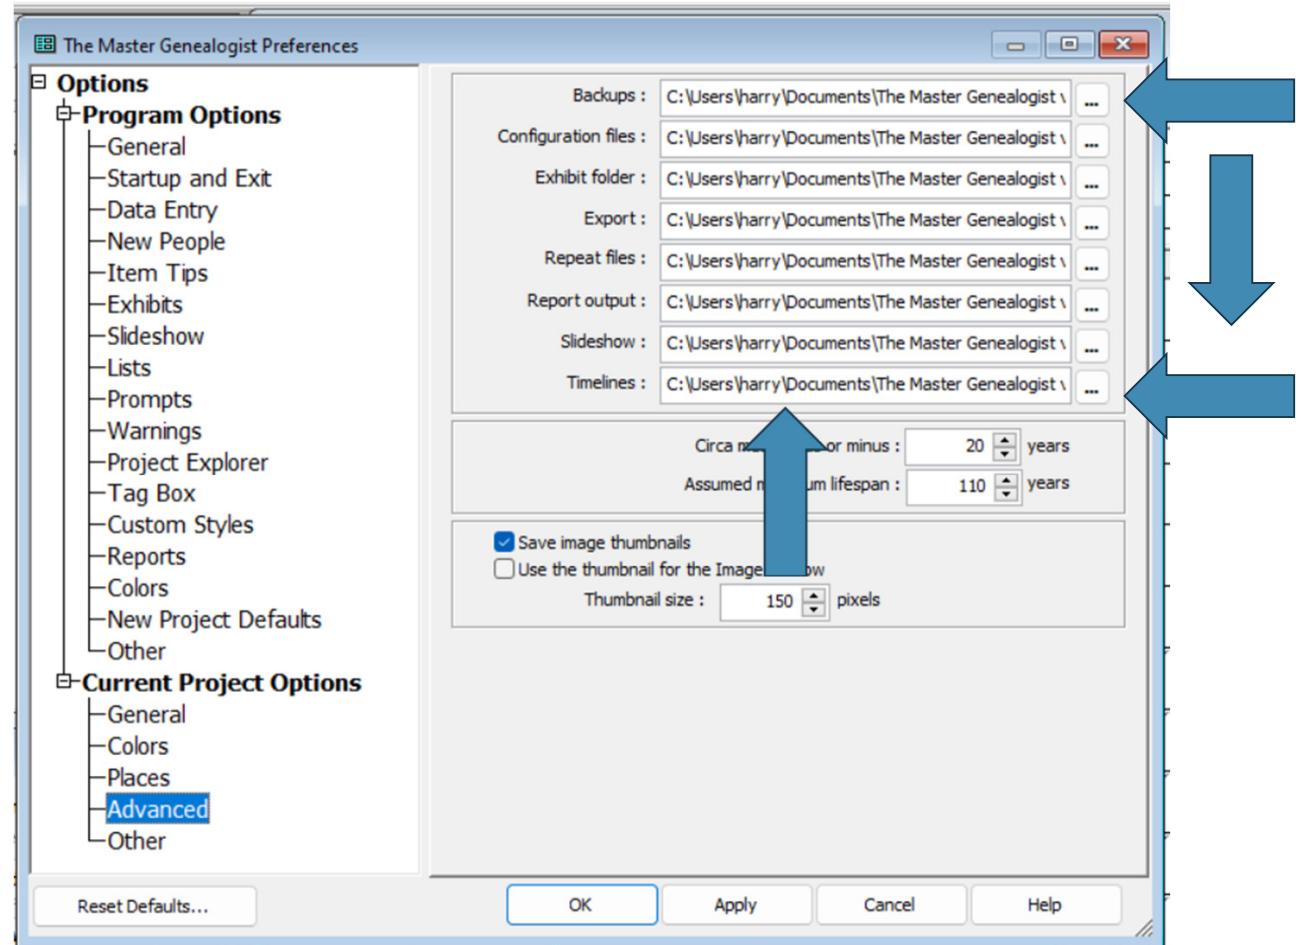 The Master Genealogist Preferences
Options
Program Options
General
Startup and Exit
Data Entry
New People
Item Tips
Exhibits
Slideshow
Lists
Prompts
Warnings
Project Explorer
Tag Box
Custom Styles
Reports
Colors
New Project Defaults
Other
Current Project Options
General
Colors
Places
Advanced
Other
Backups : C:\Users\harry\Documents\The Master Genealogist ...
Configuration files : C:\Users\harry\Documents\The Master Genealogist ...
Exhibit folder : C:\Users\harry\Documents\The Master Genealogist ...
Export : C:\Users\harry\Documents\The Master Genealogist ...
Repeat files : C:\Users\harry\Documents\The Master Genealogist ...
Report output : C:\Users\harry\Documents\The Master Genealogist ...
Slideshow : C:\Users\harry\Documents\The Master Genealogist ...
Timelines : C:\Users\harry\Documents\The Master Genealogist ...
Circa or minus : 20 years
Assumed lifespan : 110 years
Save image thumbnails
Use the thumbnail for the Image
Thumbnail size : 150 pixels
Reset Defaults... OK Apply Cancel Help